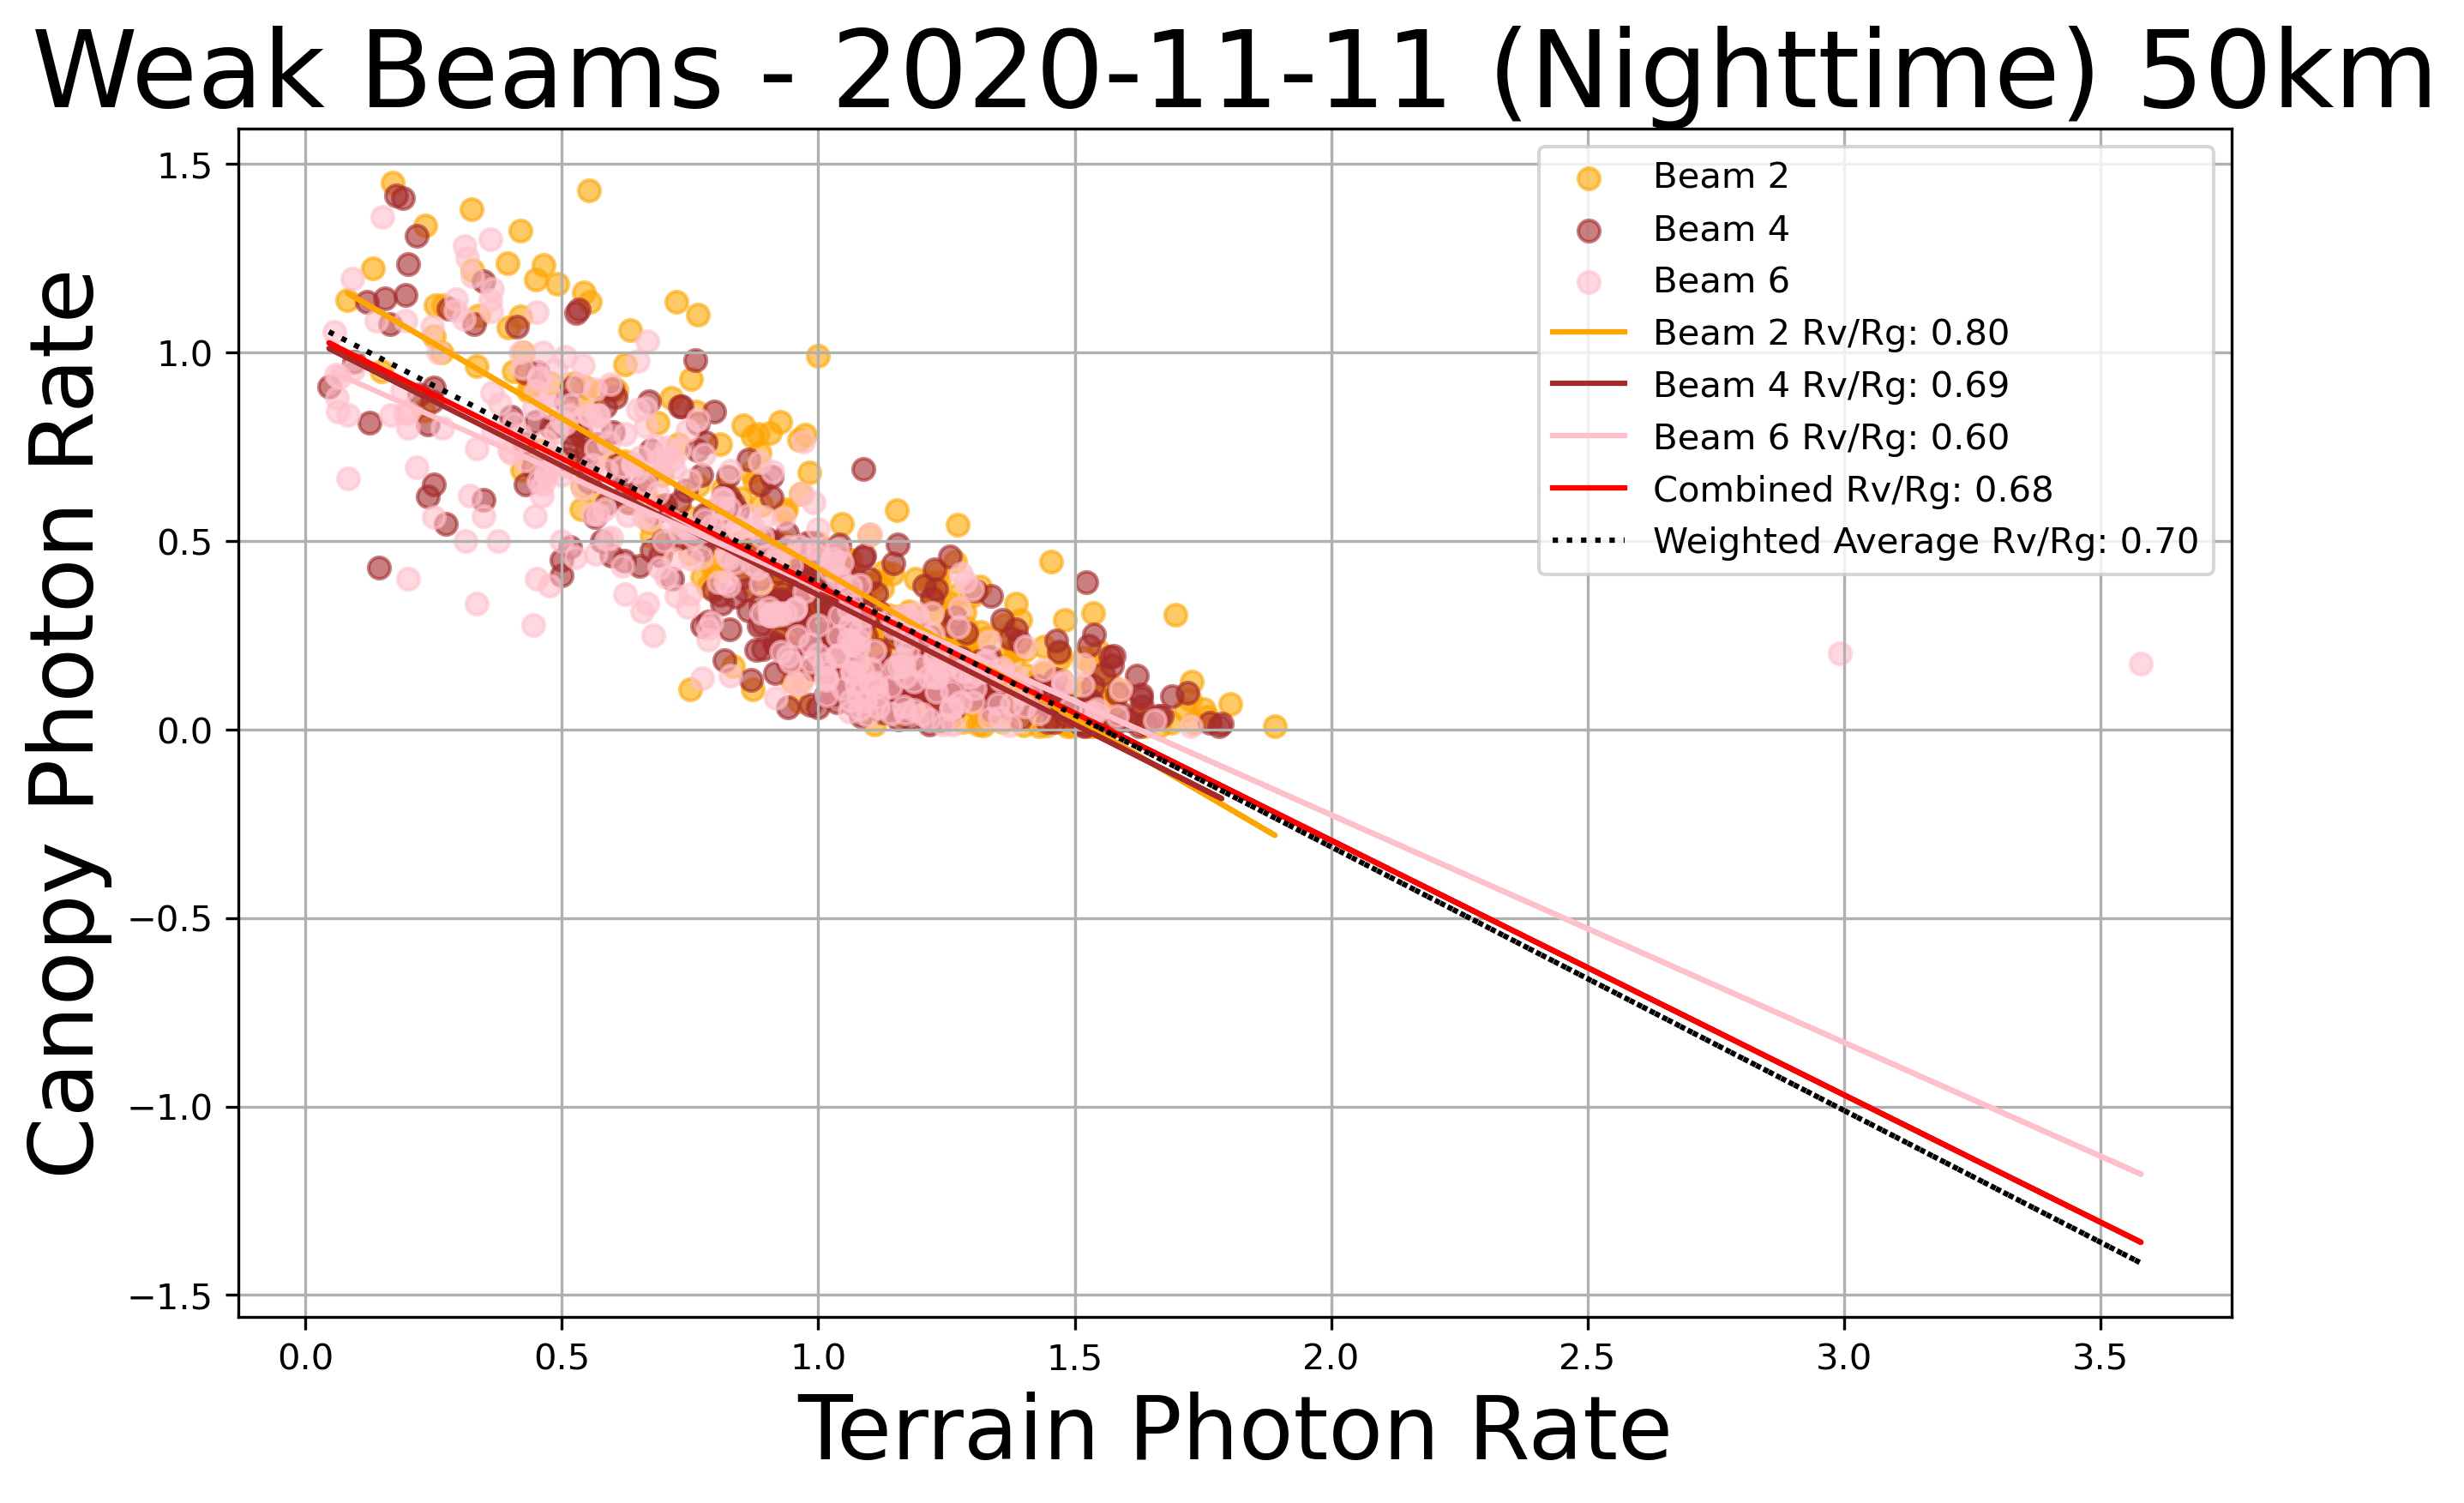 Weak Beams - 2020-11-11 (Nighttime) 50km
Canopy Photon Rate
1.5
1.0
0.5
0.0
−0.5
−1.0
−1.5
Beam 2
Beam 4
Beam 6
Beam 2 Rv/Rg: 0.80
Beam 4 Rv/Rg: 0.69
Beam 6 Rv/Rg: 0.60
Combined Rv/Rg: 0.68
Weighted Average Rv/Rg: 0.70
0.0 0.5 1.0 1.5 2.0 2.5 3.0 3.5
Terrain Photon Rate